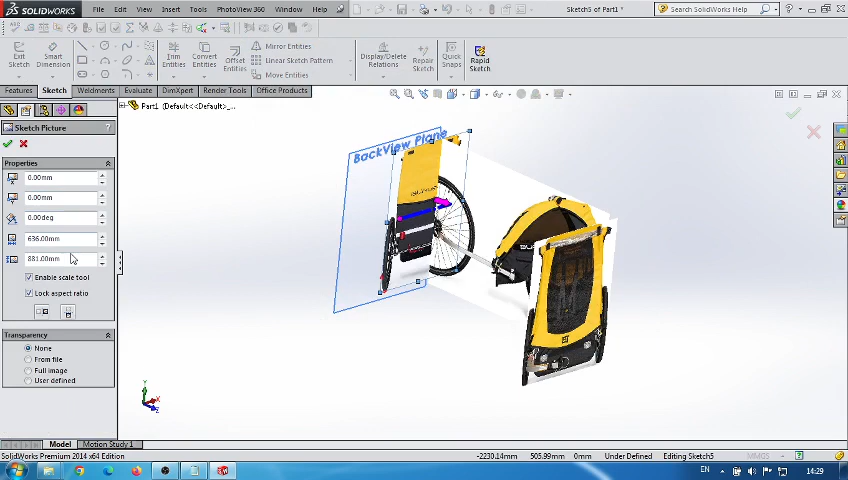 SOLIDWORKS File Edit View Insert Tools PhotoView 360 Window Help Sketch5 of Part1 * Search SolidWorks Help
Exit Sketch
Smart Dimension
Trim Entities
Convert Entities
Offset Entities
Mirror Entities
Linear Sketch Pattern
Move Entities
Display/Delete Relations
Repair Sketch
Quick Snaps
Rapid Sketch
Features Sketch Weldments Evaluate DimXpert Render Tools Office Products
Part1 (Default<<Default>_...
Sketch Picture ?
Properties
0.00mm
0.00mm
0.00deg
636.00mm
881.00mm
Enable scale tool
Lock aspect ratio
Transparency
None
From file
Full image
User defined
BackView Plane
Y
X
Z
Model Motion Study 1
SolidWorks Premium 2014 x64 Edition -2230.14mm 505.99mm 0mm Under Defined Editing Sketch5 MMGS
EN 14:29